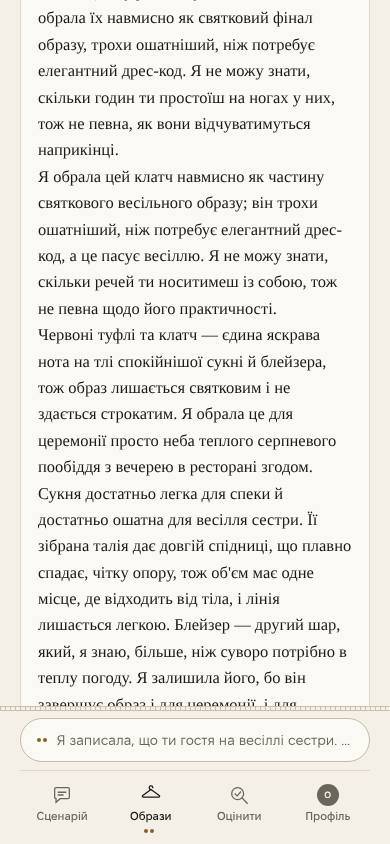 обрала їх навмисно як святковий фінал
образу, трохи ошатніший, ніж потребує
елегантний дрес-код. Я не можу знати,
скільки годин ти простоїш на ногах у них,
тож не певна, як вони відчуватимуться
наприкінці.
Я обрала цей клатч навмисно як частину
святкового весільного образу; він трохи
ошатніший, ніж потребує елегантний дрес-
код, а це пасує весіллю. Я не можу знати,
скільки речей ти носитимеш із собою, тож
не певна щодо його практичності.
Червоні туфлі та клатч — єдина яскрава
нота на тлі спокійнішої сукні й блейзера,
тож образ лишається святковим і не
здається строкатим. Я обрала це для
церемонії просто неба теплого серпневого
пообіддя з вечерею в ресторані згодом.
Сукня достатньо легка для спеки й
достатньо ошатна для весілля сестри. Її
зібрана талія дає довгій спідниці, що плавно
спадає, чітку опору, тож об'єм має одне
місце, де відходить від тіла, і лінія
лишається легкою. Блейзер — другий шар,
який, я знаю, більше, ніж суворо потрібно в
теплу погоду. Я залишила його, бо він
завершує образ і для церемонії, і для
Я записала, що ти гостя на весіллі сестри. ...
Сценарій
Образи
Оцінити
О
Профіль